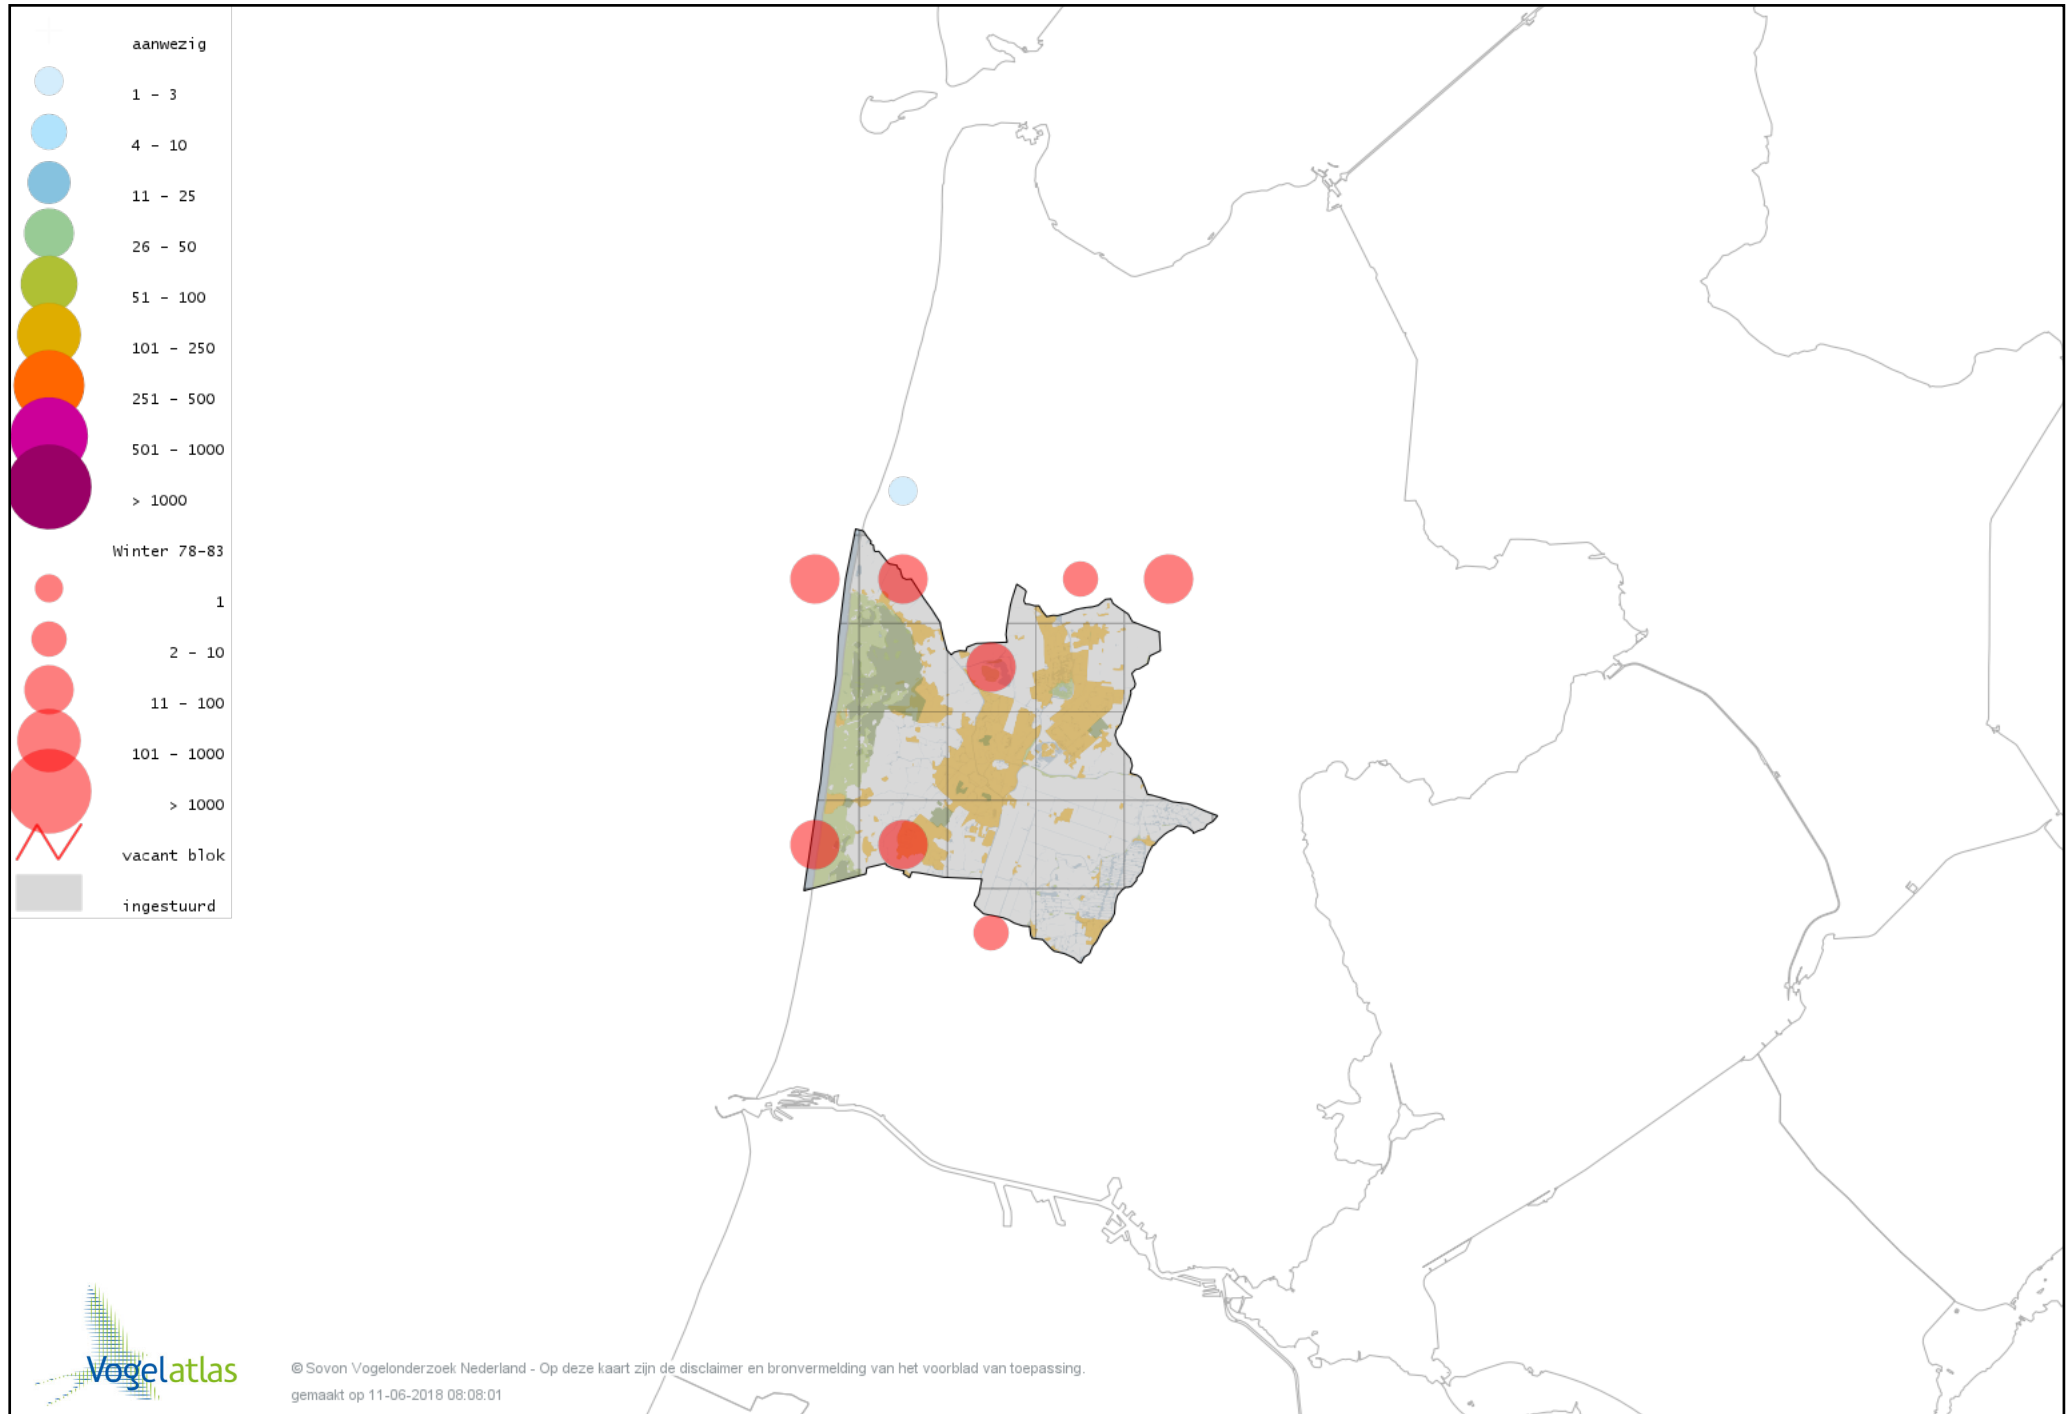 aanwezig
1 - 3
4 - 10
11 - 25
26 - 50
51 - 100
101 - 250
251 - 500
501 - 1000
> 1000
Winter 78-83
1
2 - 10
11 - 100
101 - 1000
> 1000
vacant blok
ingestuurd
Vogelatlas
© Sovon Vogelonderzoek Nederland - Op deze kaart zijn de disclaimer en bronvermelding van het voorblad van toepassing.
gemaakt op 11-06-2018 08:08:01